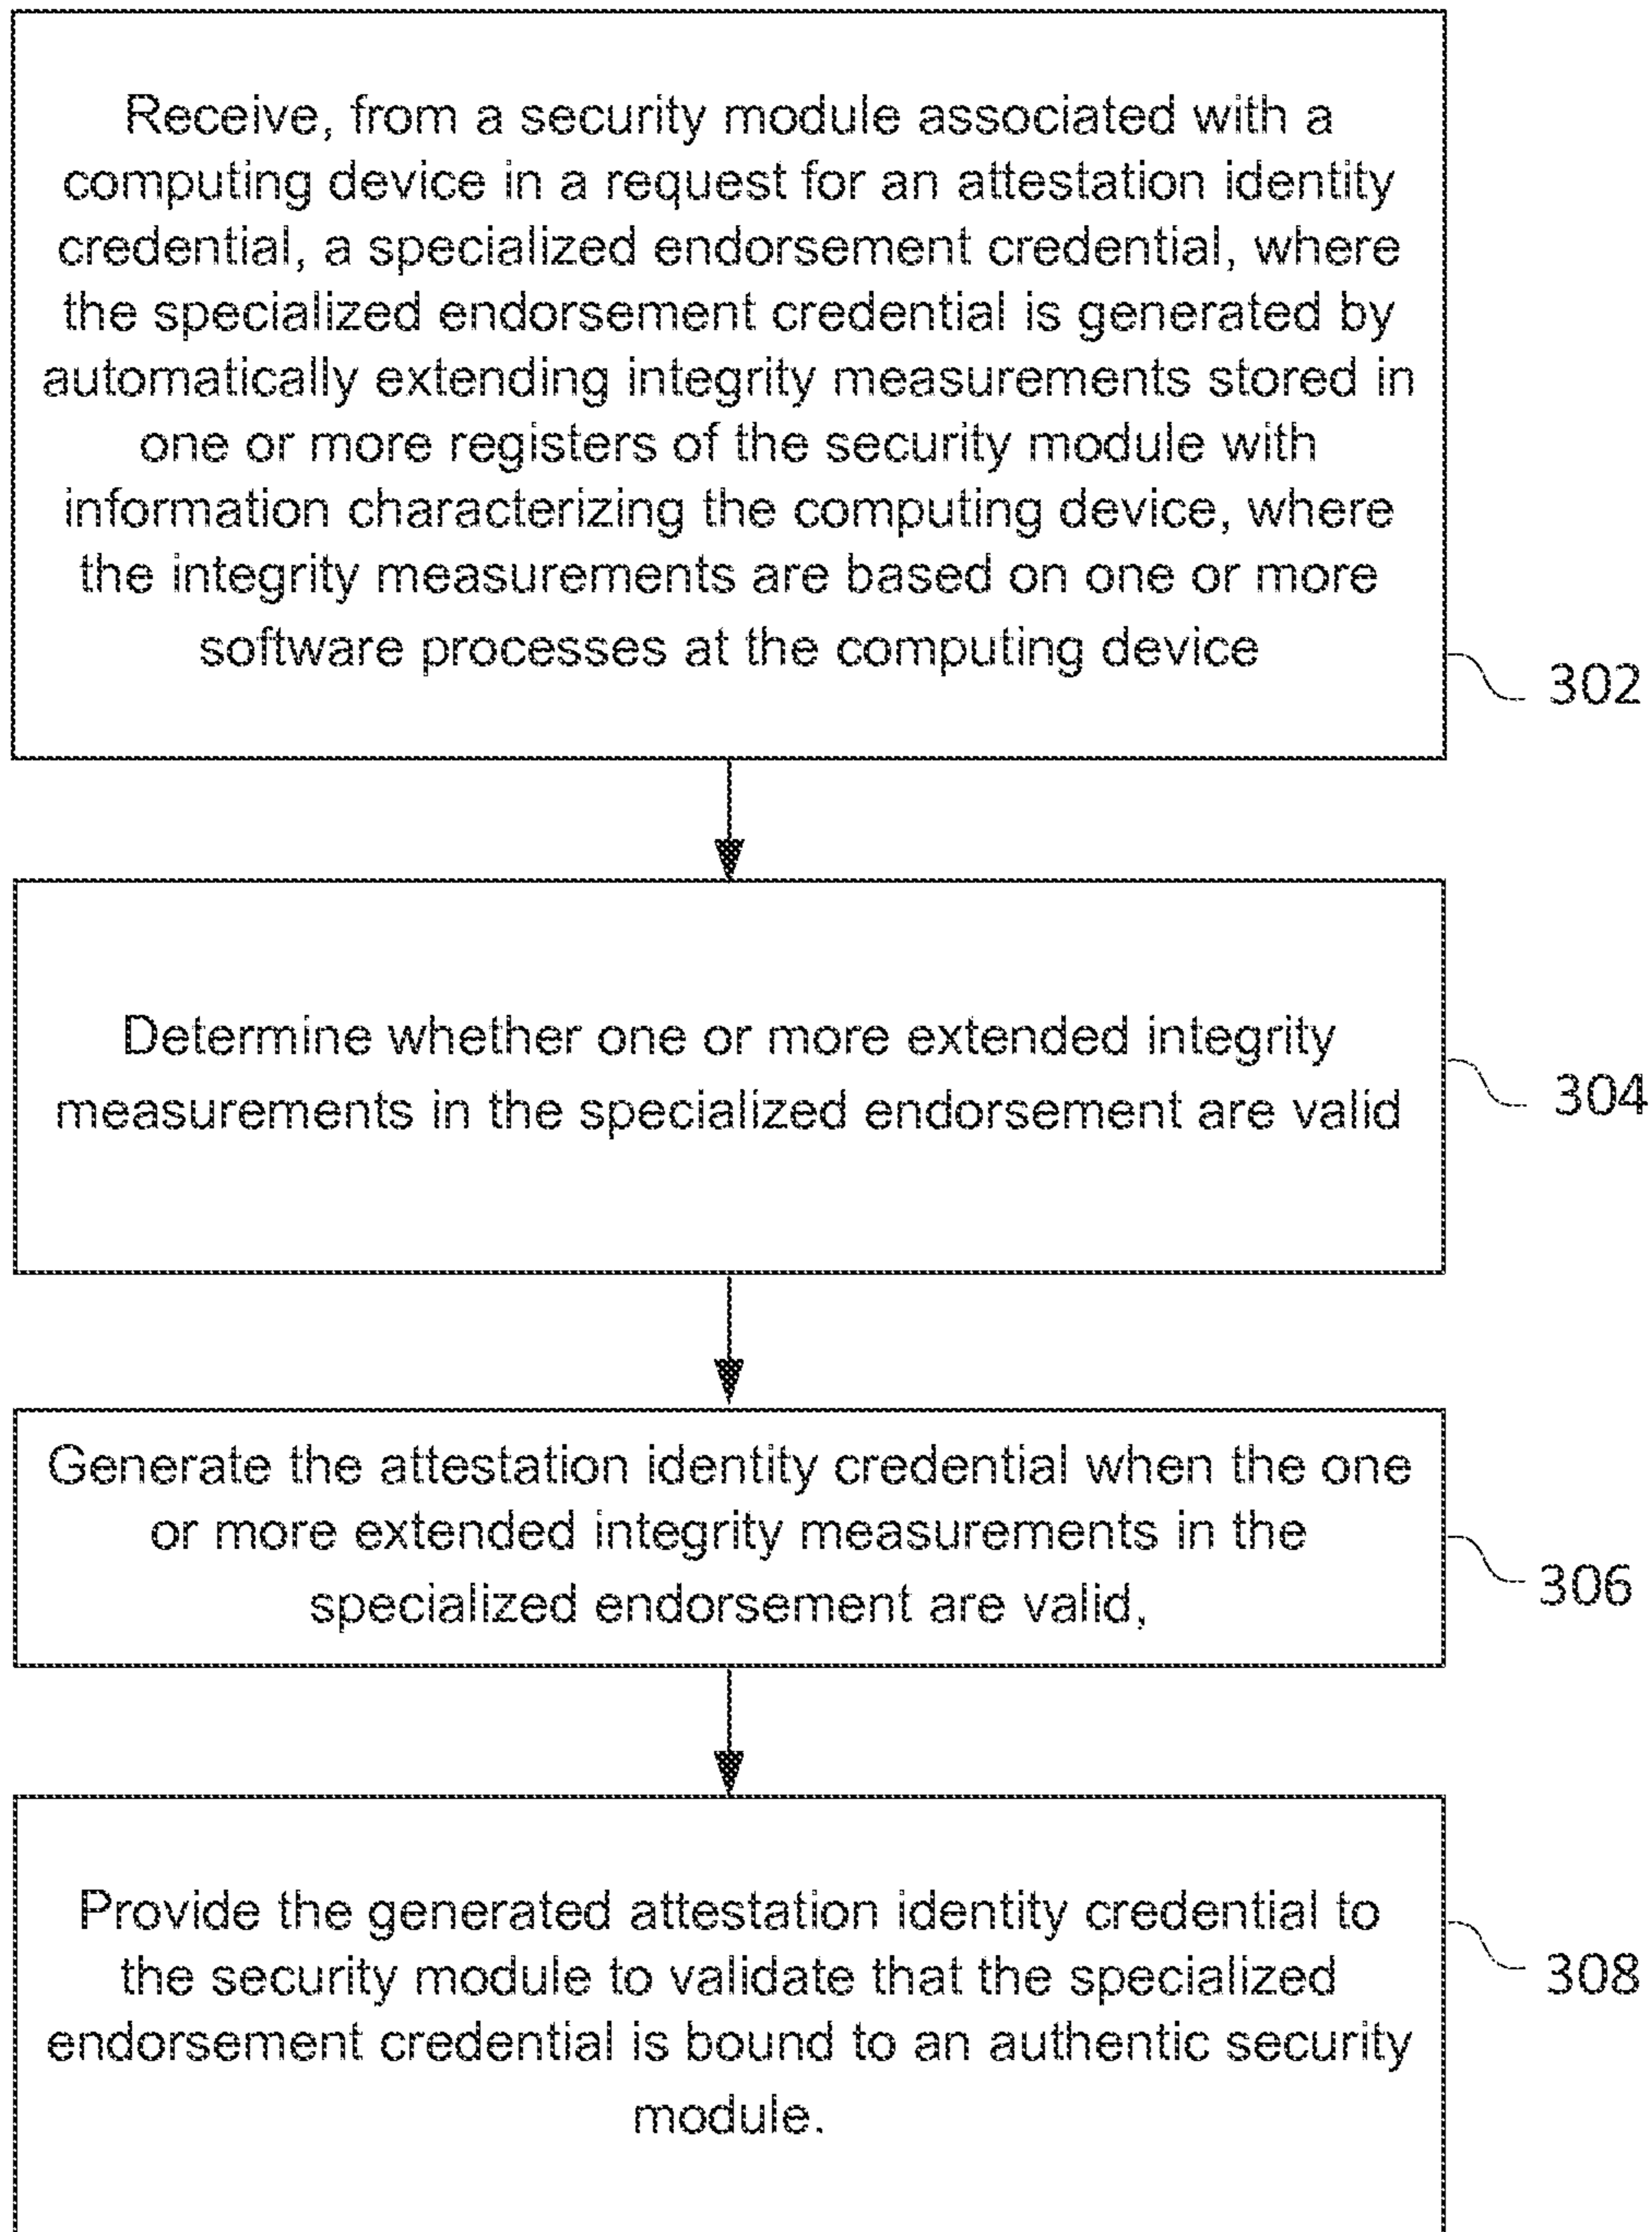 Receive, from a security module associated with a
computing device in a request for an attestation identity
credential, a specialized endorsement credential, where
the specialized endorsement credential is generated by
automatically extending integrity measurements stored in
one or more registers of the security module with
information characterizing the computing device, where
the integrity measurements are based on one or more
software processes at the computing device
302
Determine whether one or more extended integrity
measurements in the specialized endorsement are valid
304
Generate the attestation identity credential when the one
or more extended integrity measurements in the
specialized endorsement are valid,
306
Provide the generated attestation identity credential to
the security module to validate that the specialized
endorsement credential is bound to an authentic security
module.
308